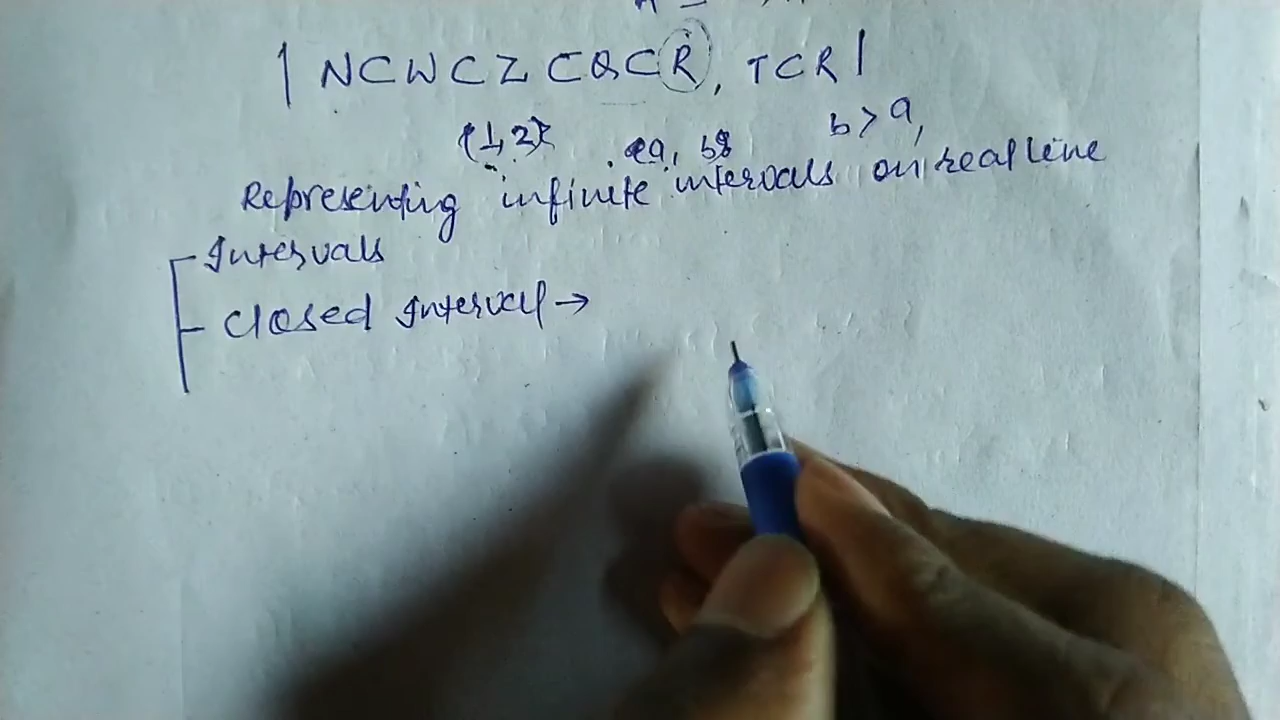 | N ⊂ W ⊂ Z ⊂ Q ⊂ R, T ⊂ R |
{1,2} {a, b} b > a,
Representing infinite intervals on real line
Intervals
Closed Interval →